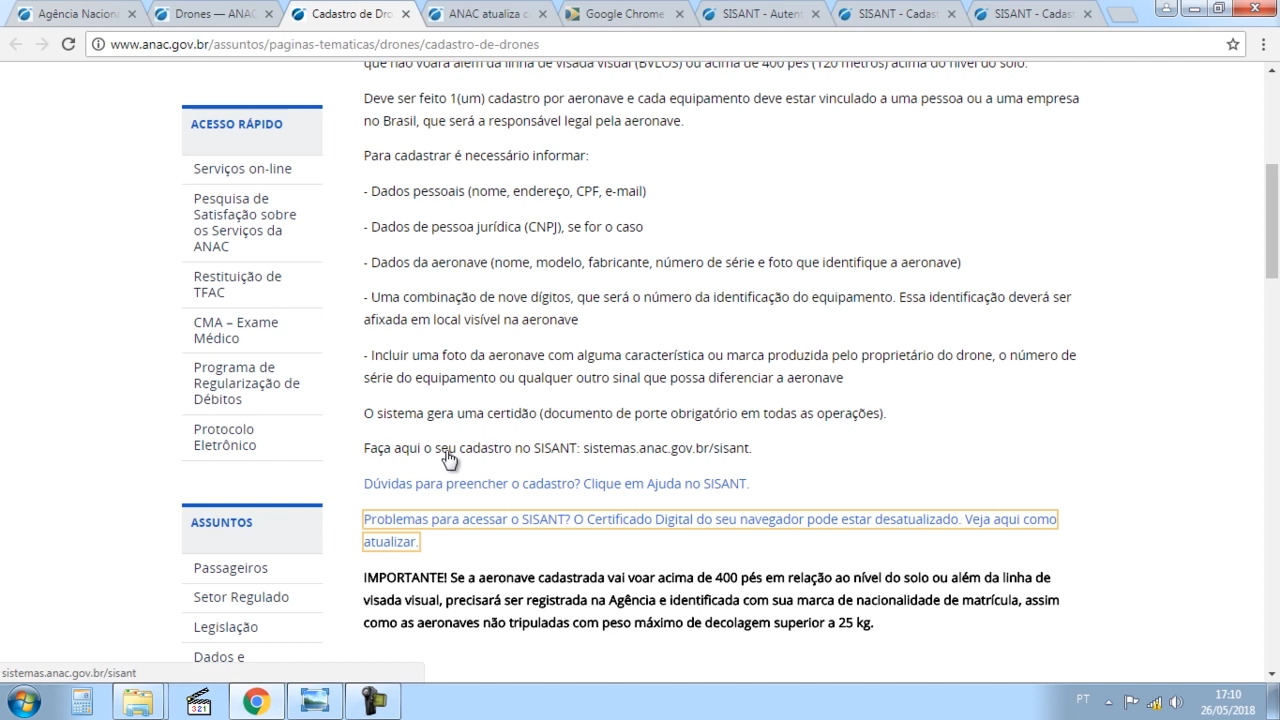 Agência Naciona
Drones — ANAC
Cadastro de Dro
ANAC atualiza c
Google Chrome
SISANT - Autent
SISANT - Cadast
SISANT - Cadast
www.anac.gov.br/assuntos/paginas-tematicas/drones/cadastro-de-drones
que não voará além da linha de visada visual (BVLOS) ou acima de 400 pés (120 metros) acima do nível do solo.
Deve ser feito 1(um) cadastro por aeronave e cada equipamento deve estar vinculado a uma pessoa ou a uma empresa
no Brasil, que será a responsável legal pela aeronave.
Para cadastrar é necessário informar:
- Dados pessoais (nome, endereço, CPF, e-mail)
- Dados de pessoa jurídica (CNPJ), se for o caso
- Dados da aeronave (nome, modelo, fabricante, número de série e foto que identifique a aeronave)
- Uma combinação de nove dígitos, que será o número da identificação do equipamento. Essa identificação deverá ser
afixada em local visível na aeronave
- Incluir uma foto da aeronave com alguma característica ou marca produzida pelo proprietário do drone, o número de
série do equipamento ou qualquer outro sinal que possa diferenciar a aeronave
O sistema gera uma certidão (documento de porte obrigatório em todas as operações).
Faça aqui o seu cadastro no SISANT: sistemas.anac.gov.br/sisant.
Dúvidas para preencher o cadastro? Clique em Ajuda no SISANT.
Problemas para acessar o SISANT? O Certificado Digital do seu navegador pode estar desatualizado. Veja aqui como
atualizar.
IMPORTANTE! Se a aeronave cadastrada vai voar acima de 400 pés em relação ao nível do solo ou além da linha de
visada visual, precisará ser registrada na Agência e identificada com sua marca de nacionalidade de matrícula, assim
como as aeronaves não tripuladas com peso máximo de decolagem superior a 25 kg.
ACESSO RÁPIDO
Serviços on-line
Pesquisa de
Satisfação sobre
os Serviços da
ANAC
Restituição de
TFAC
CMA – Exame
Médico
Programa de
Regularização de
Débitos
Protocolo
Eletrônico
ASSUNTOS
Passageiros
Setor Regulado
Legislação
Dados e
sistemas.anac.gov.br/sisant
321
PT
17:10
26/05/2018